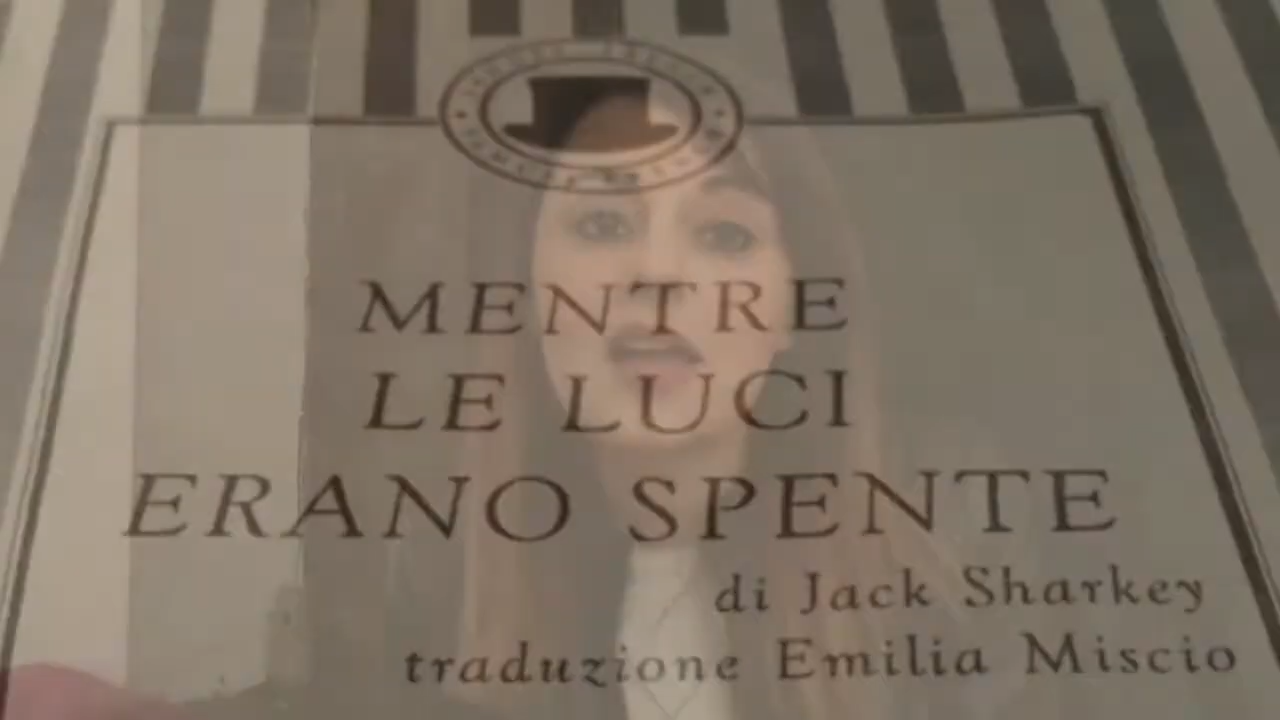 MENTRE
LE LUCI
ERANO SPENTE
di Jack Sharkey
traduzione Emilia Miscio